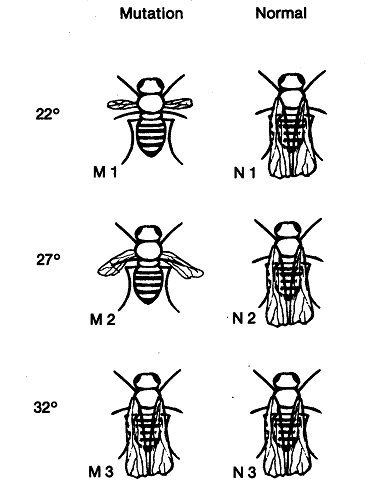 Mutation Normal
22°
M 1 N 1
27°
M 2 N 2
32°
M 3 N 3